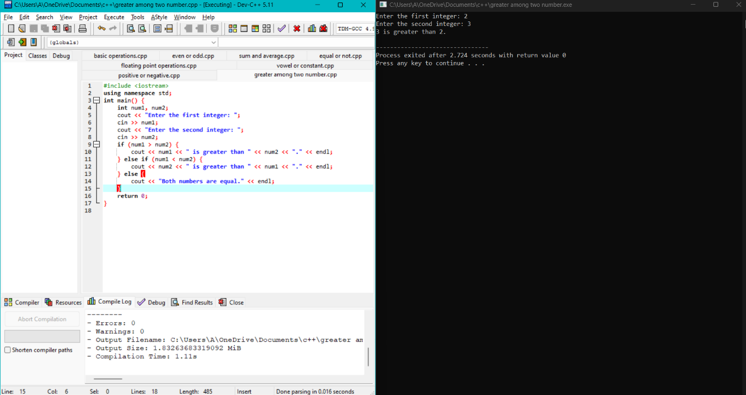 C:\Users\A\OneDrive\Documents\c++\greater among two number.cpp - [Executing] - Dev-C++ 5.11
File Edit Search View Project Execute Tools AStyle Window Help
TDM-GCC 4.9
(globals)
Project Classes Debug
basic operations.cpp even or odd.cpp sum and average.cpp equal or not.cpp
floating point operations.cpp vowel or constant.cpp
positive or negative.cpp greater among two number.cpp
1 #include <iostream>
2 using namespace std;
3 int main() {
4 int num1, num2;
5 cout << "Enter the first integer: ";
6 cin >> num1;
7 cout << "Enter the second integer: ";
8 cin >> num2;
9 if (num1 > num2) {
10 cout << num1 << " is greater than " << num2 << "." << endl;
11 } else if (num1 < num2) {
12 cout << num2 << " is greater than " << num1 << "." << endl;
13 } else {
14 cout << "Both numbers are equal." << endl;
15 }
16 return 0;
17 }
18
Compiler Resources Compile Log Debug Find Results Close
Abort Compilation
Shorten compiler paths
--------
- Errors: 0
- Warnings: 0
- Output Filename: C:\Users\A\OneDrive\Documents\c++\greater am
- Output Size: 1.83263683319092 MiB
- Compilation Time: 1.11s
Line: 15 Col: 6 Sel: 0 Lines: 18 Length: 485 Insert Done parsing in 0.016 seconds
C:\Users\A\OneDrive\Documents\c++\greater among two number.exe
Enter the first integer: 2
Enter the second integer: 3
3 is greater than 2.
--------------------------------
Process exited after 2.724 seconds with return value 0
Press any key to continue . . .